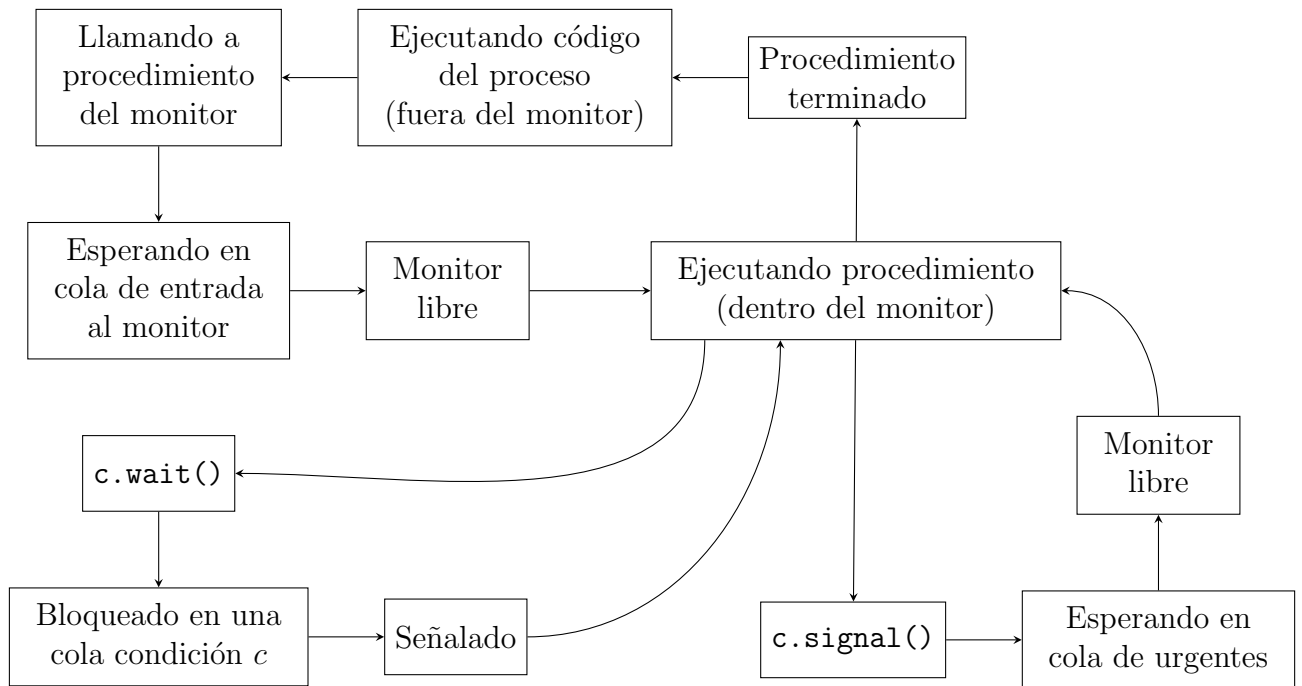 Llamando a
procedimiento
del monitor
Ejecutando código
del proceso
(fuera del monitor)
Procedimiento
terminado
Esperando en
cola de entrada
al monitor
Monitor
libre
Ejecutando procedimiento
(dentro del monitor)
c.wait()
Monitor
libre
Bloqueado en una
cola condición c
Señalado
c.signal()
Esperando en
cola de urgentes